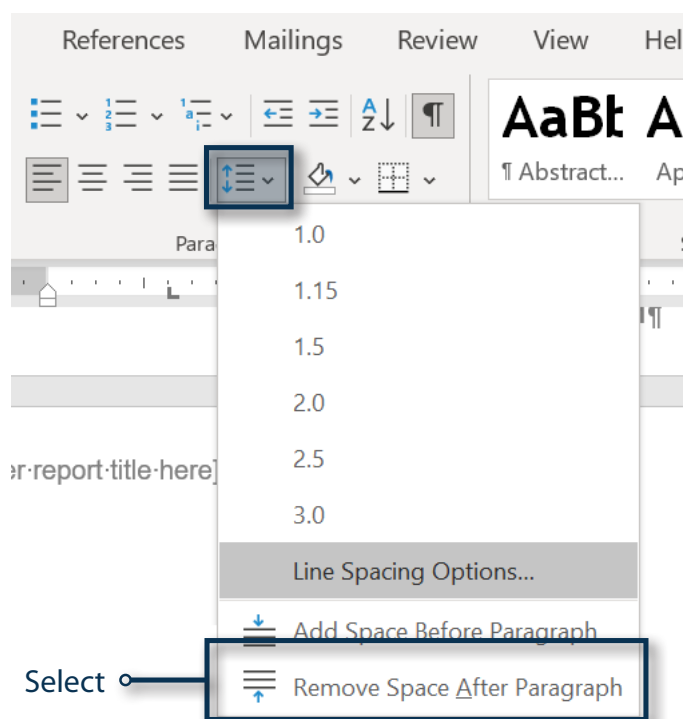 References Mailings Review View Hel
AaBb A
¶ Abstract... Ap
Para
1.0
1.15
1.5
2.0
er·report·title·here]
2.5
3.0
Line Spacing Options...
Add Space Before Paragraph
Select
Remove Space After Paragraph